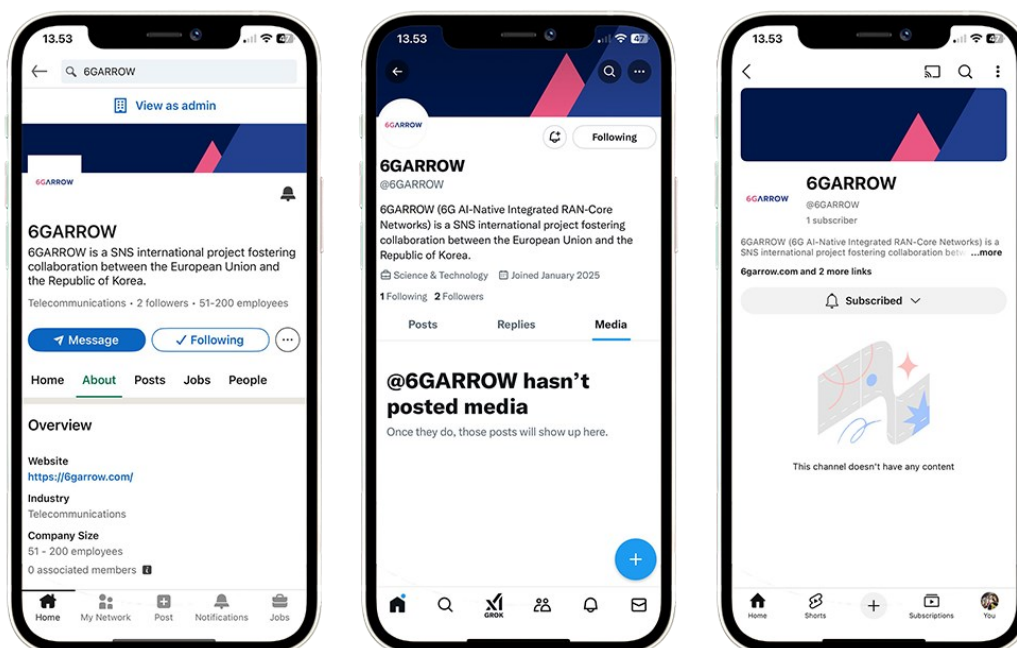 13.53
47
6GARROW
View as admin
6GARROW
6GARROW
6GARROW is a SNS international project fostering
collaboration between the European Union and
the Republic of Korea.
Telecommunications • 2 followers • 51-200 employees
Message
Following
Home About Posts Jobs People
Overview
Website
https://6garrow.com/
Industry
Telecommunications
Company Size
51 - 200 employees
0 associated members
Home My Network Post Notifications Jobs
13.53
47
6GARROW
Following
6GARROW
@6GARROW
6GARROW (6G AI-Native Integrated RAN-Core
Networks) is a SNS international project fostering
collaboration between the European Union and the
Republic of Korea.
Science & Technology Joined January 2025
1 Following 2 Followers
Posts Replies Media
@6GARROW hasn't
posted media
Once they do, those posts will show up here.
GROK
13.53
47
6GARROW
6GARROW
@6GARROW
1 subscriber
6GARROW (6G AI-Native Integrated RAN-Core Networks) is a
SNS international project fostering collaboration betw ...more
6garrow.com and 2 more links
Subscribed
This channel doesn't have any content
Home Shorts Subscriptions You